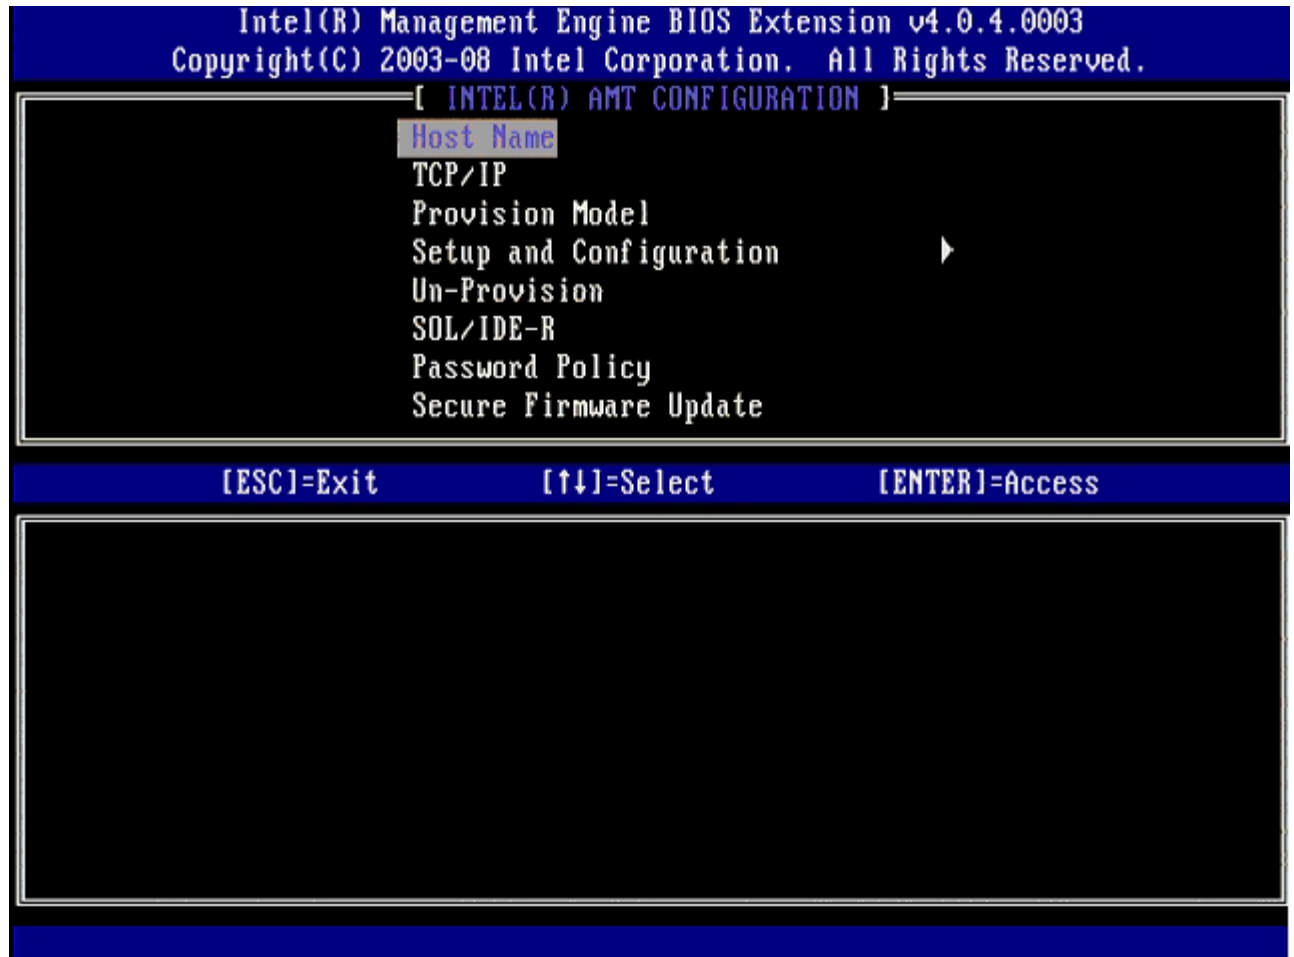 Intel(R) Management Engine BIOS Extension v4.0.4.0003
Copyright(C) 2003-08 Intel Corporation. All Rights Reserved.
[ INTEL(R) AMT CONFIGURATION ]
Host Name
TCP/IP
Provision Model
Setup and Configuration ►
Un-Provision
SOL/IDE-R
Password Policy
Secure Firmware Update
[ESC]=Exit [↑↓]=Select [ENTER]=Access